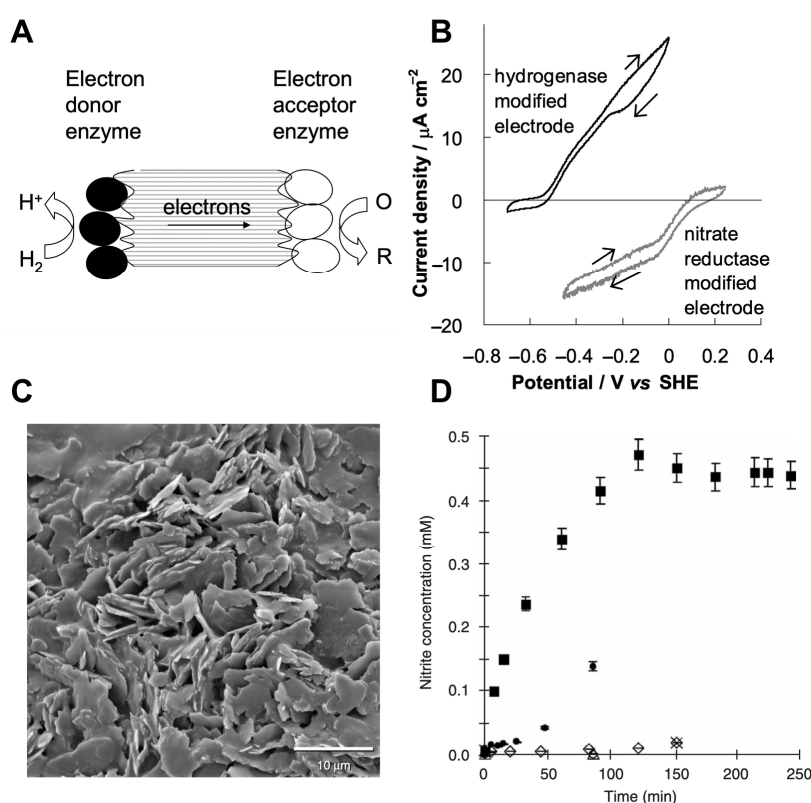 A
Electron
donor
enzyme
Electron
acceptor
enzyme
H+
H2
electrons
O
R
B
Current density / μA cm−2
20
10
0
−10
−20
hydrogenase
modified
electrode
nitrate
reductase
modified
electrode
−0.8 −0.6 −0.4 −0.2 0 0.2 0.4
Potential / V vs SHE
C
10 μm
D
Nitrite concentration (mM)
0.5
0.4
0.3
0.2
0.1
0.0
0 50 100 150 200 250
Time (min)